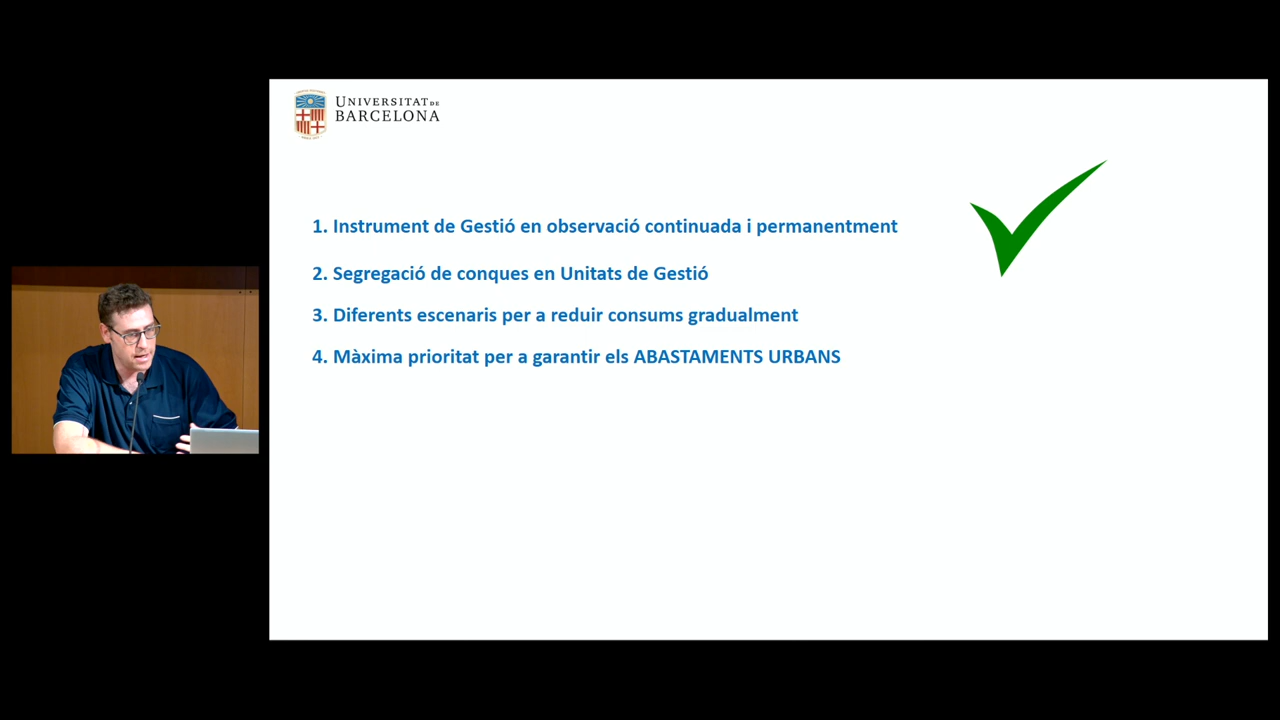 UNIVERSITAT DE
BARCELONA
1. Instrument de Gestió en observació continuada i permanentment
2. Segregació de conques en Unitats de Gestió
3. Diferents escenaris per a reduir consums gradualment
4. Màxima prioritat per a garantir els ABASTAMENTS URBANS